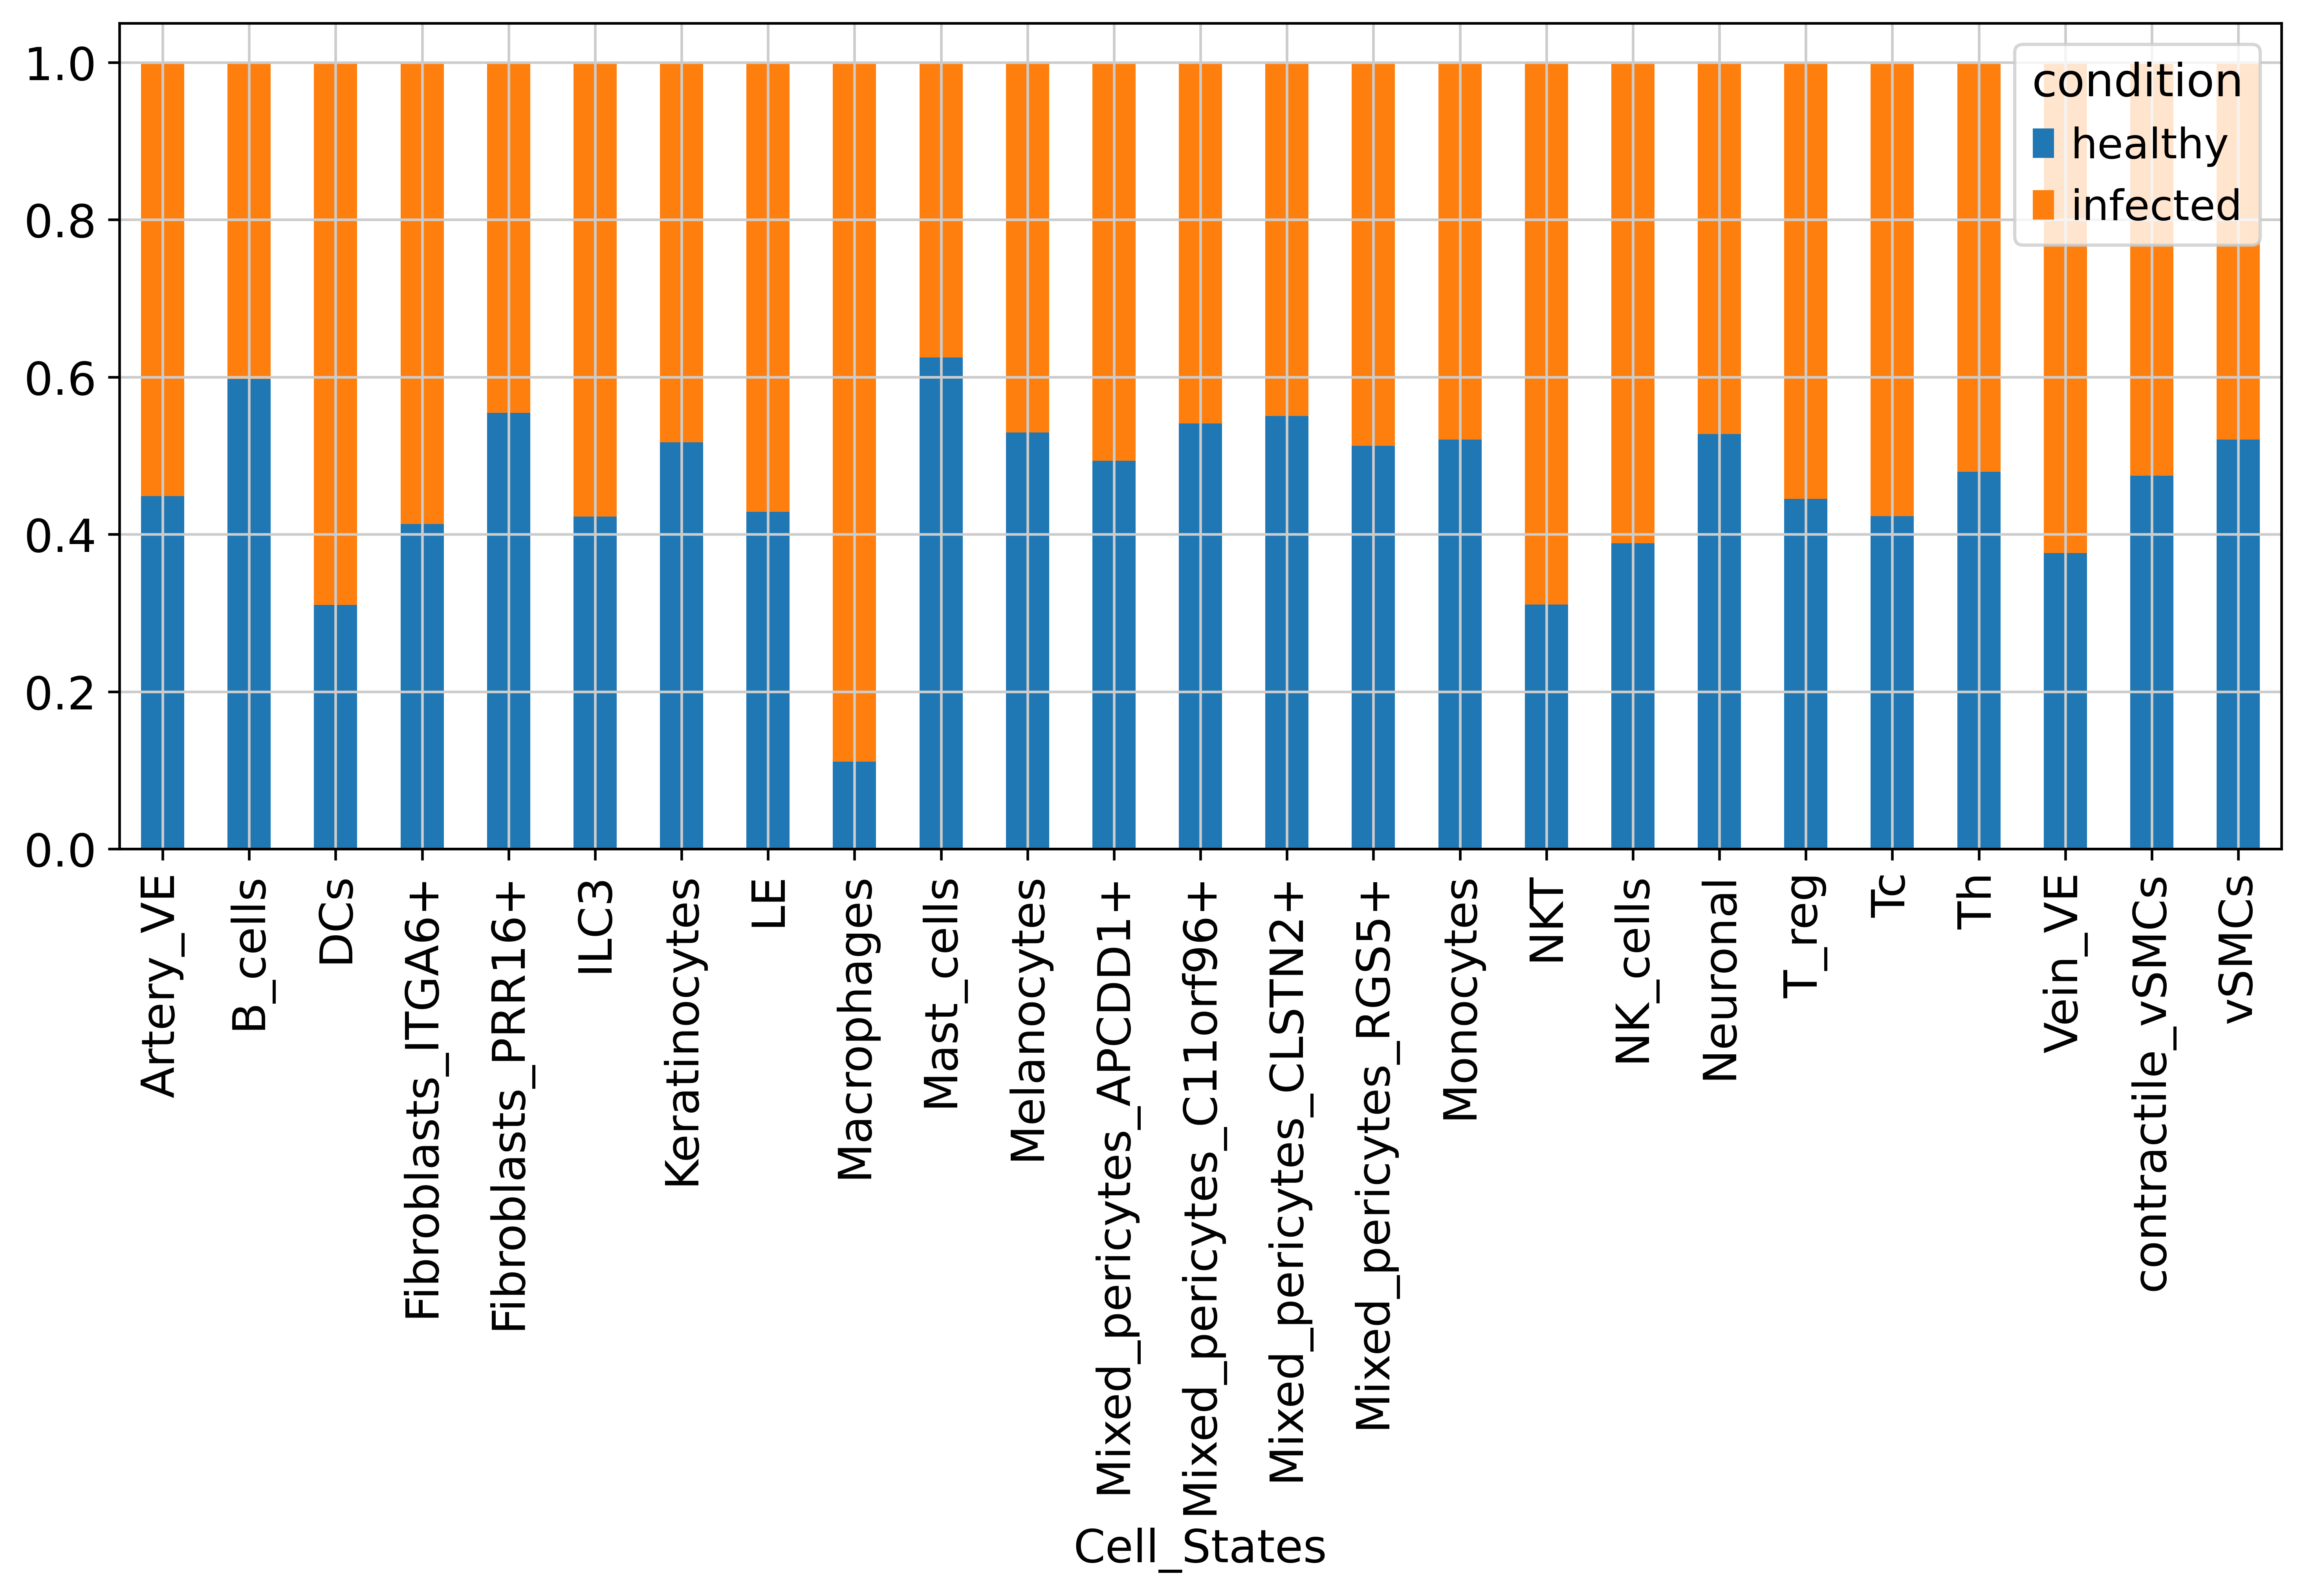 1.0
0.8
0.6
0.4
0.2
0.0
condition
healthy
infected
Artery_VE
B_cells
DCs
Fibroblasts_ITGA6+
Fibroblasts_PRR16+
ILC3
Keratinocytes
LE
Macrophages
Mast_cells
Melanocytes
Mixed_pericytes_APCDD1+
Mixed_pericytes_C11orf96+
Mixed_pericytes_CLSTN2+
Mixed_pericytes_RGS5+
Monocytes
NKT
NK_cells
Neuronal
T_reg
Tc
Th
Vein_VE
contractile_vSMCs
vSMCs
Cell_States